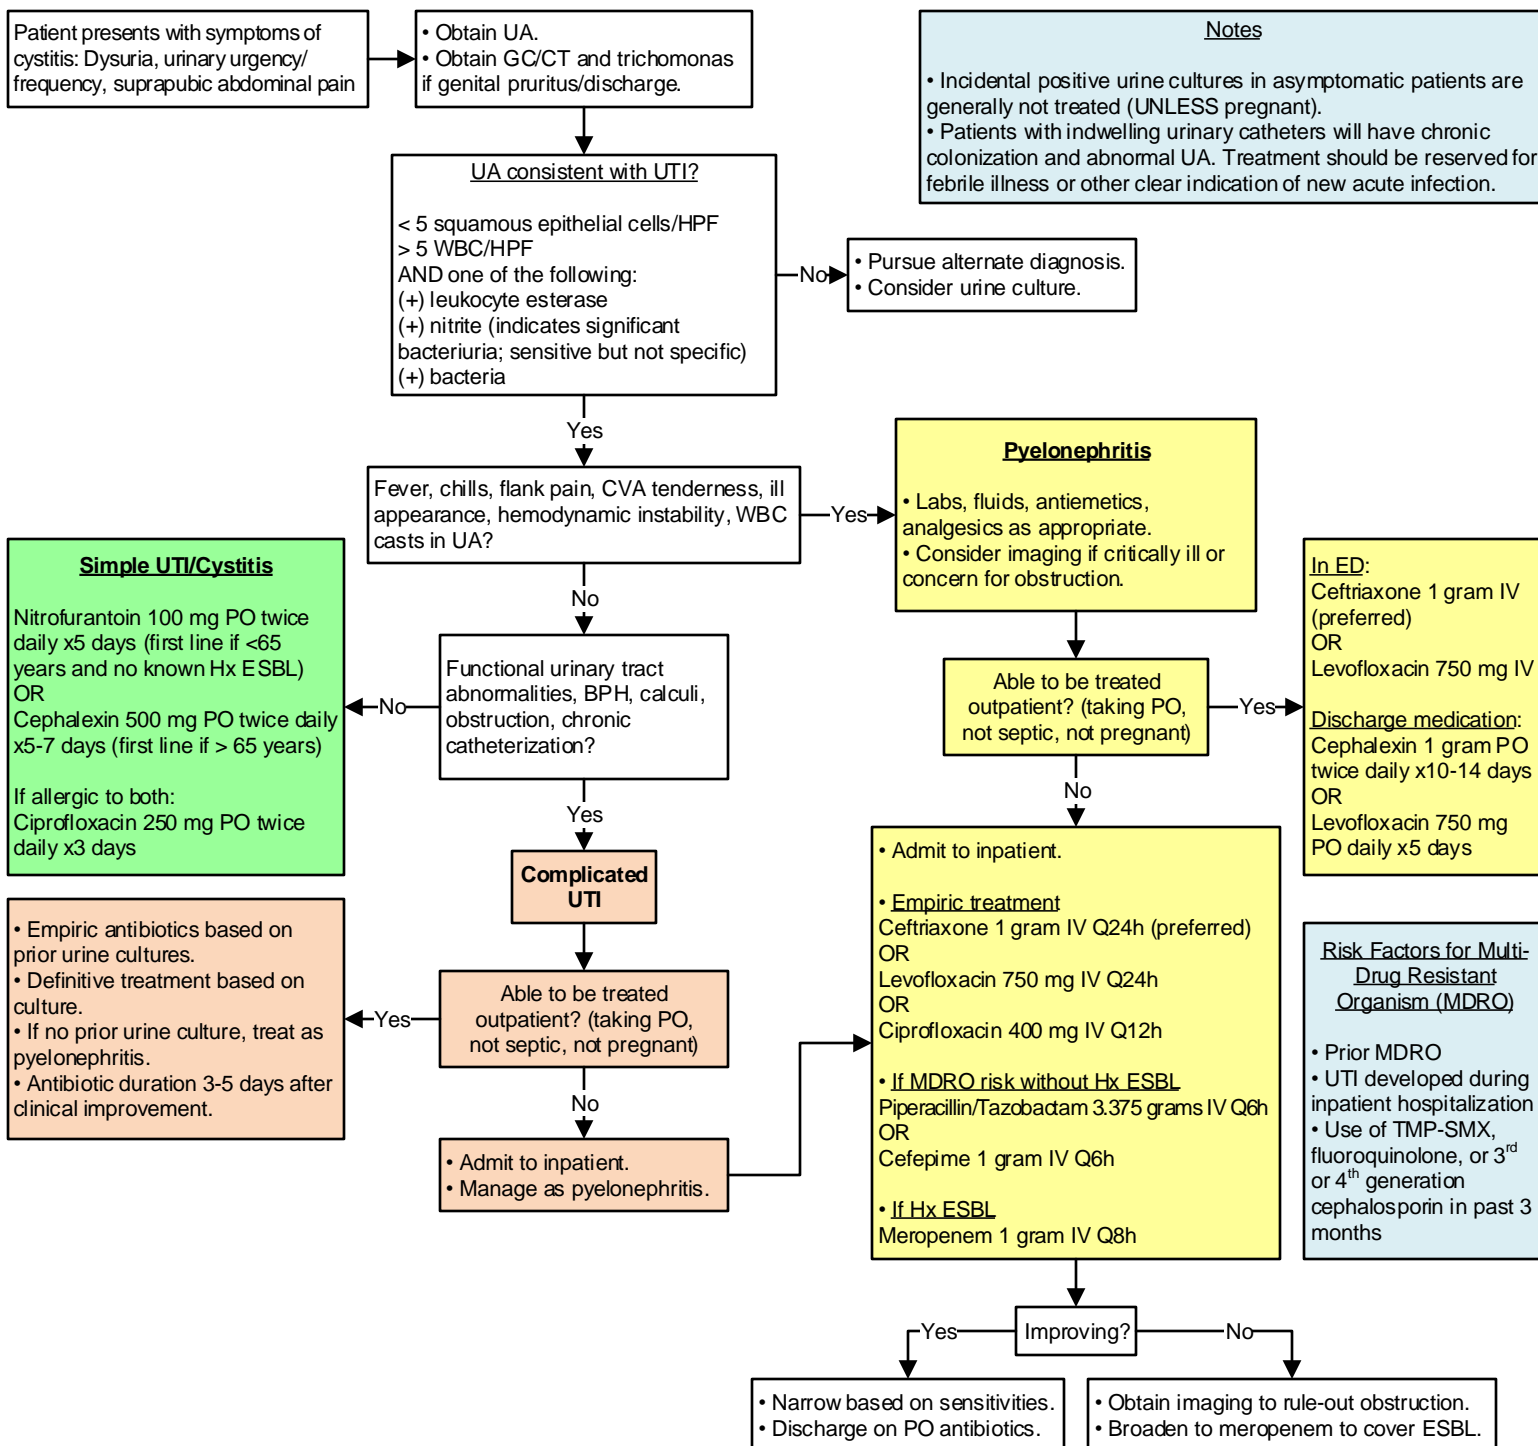 Patient presents with symptoms of
cystitis: Dysuria, urinary urgency/
frequency, suprapubic abdominal pain
• Obtain UA.
• Obtain GC/CT and trichomonas
if genital pruritus/discharge.
Notes
• Incidental positive urine cultures in asymptomatic patients are
generally not treated (UNLESS pregnant).
• Patients with indwelling urinary catheters will have chronic
colonization and abnormal UA. Treatment should be reserved for
febrile illness or other clear indication of new acute infection.
UA consistent with UTI?
< 5 squamous epithelial cells/HPF
> 5 WBC/HPF
AND one of the following:
(+) leukocyte esterase
(+) nitrite (indicates significant
bacteriuria; sensitive but not specific)
(+) bacteria
No
• Pursue alternate diagnosis.
• Consider urine culture.
Yes
Fever, chills, flank pain, CVA tenderness, ill
appearance, hemodynamic instability, WBC
casts in UA?
Yes
Pyelonephritis
• Labs, fluids, antiemetics,
analgesics as appropriate.
• Consider imaging if critically ill or
concern for obstruction.
No
Simple UTI/Cystitis
Nitrofurantoin 100 mg PO twice
daily x5 days (first line if <65
years and no known Hx ESBL)
OR
Cephalexin 500 mg PO twice daily
x5-7 days (first line if > 65 years)
If allergic to both:
Ciprofloxacin 250 mg PO twice
daily x3 days
No
Functional urinary tract
abnormalities, BPH, calculi,
obstruction, chronic
catheterization?
Able to be treated
outpatient? (taking PO,
not septic, not pregnant)
Yes
In ED:
Ceftriaxone 1 gram IV
(preferred)
OR
Levofloxacin 750 mg IV
Discharge medication:
Cephalexin 1 gram PO
twice daily x10-14 days
OR
Levofloxacin 750 mg
PO daily x5 days
Yes
No
Complicated
UTI
• Empiric antibiotics based on
prior urine cultures.
• Definitive treatment based on
culture.
• If no prior urine culture, treat as
pyelonephritis.
• Antibiotic duration 3-5 days after
clinical improvement.
Yes
Able to be treated
outpatient? (taking PO,
not septic, not pregnant)
No
• Admit to inpatient.
• Manage as pyelonephritis.
• Admit to inpatient.
• Empiric treatment
Ceftriaxone 1 gram IV Q24h (preferred)
OR
Levofloxacin 750 mg IV Q24h
OR
Ciprofloxacin 400 mg IV Q12h
• If MDRO risk without Hx ESBL
Piperacillin/Tazobactam 3.375 grams IV Q6h
OR
Cefepime 1 gram IV Q6h
• If Hx ESBL
Meropenem 1 gram IV Q8h
Risk Factors for Multi-
Drug Resistant
Organism (MDRO)
• Prior MDRO
• UTI developed during
inpatient hospitalization
• Use of TMP-SMX,
fluoroquinolone, or 3rd
or 4th generation
cephalosporin in past 3
months
Yes
Improving?
No
• Narrow based on sensitivities.
• Discharge on PO antibiotics.
• Obtain imaging to rule-out obstruction.
• Broaden to meropenem to cover ESBL.